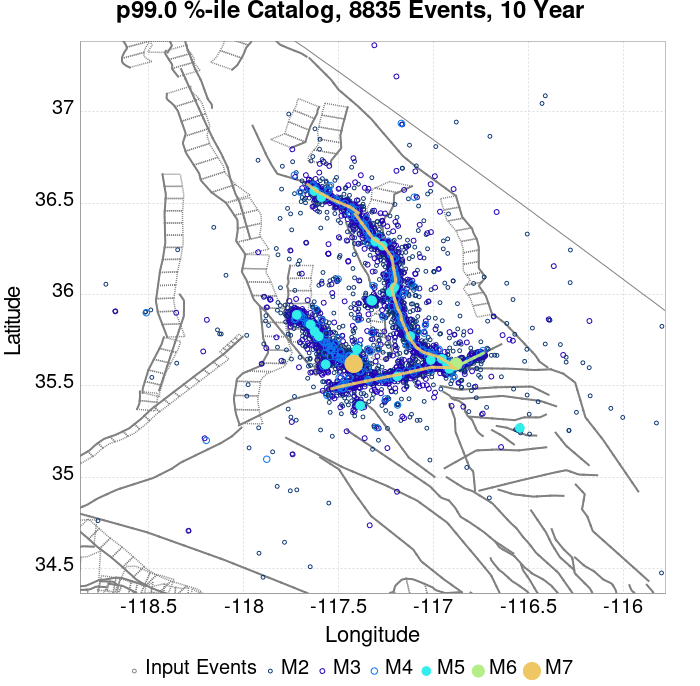 p99.0 %-ile Catalog, 8835 Events, 10 Year
37
36.5
36
35.5
35
34.5
Latitude
-118.5 -118 -117.5 -117 -116.5 -116
Longitude
Input Events M2 M3 M4 M5 M6 M7